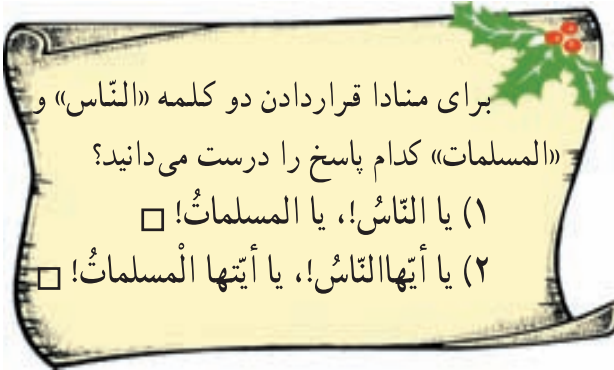 برای منادا قراردادن دو کلمه «النّاس» و
«المسلمات» کدام پاسخ را درست می‌دانید؟
۱) یا النّاسُ!، یا المسلماتُ! □
۲) یا أیّهاالنّاسُ!، یا أیّتها الْمسلماتُ! □